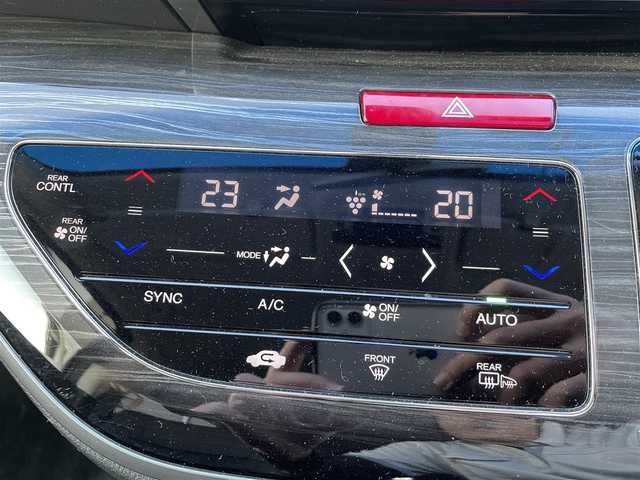 REAR
CONTL
23
20
REAR
ON/
OFF
MODE
SYNC
A/C
ON/
OFF
AUTO
FRONT
REAR